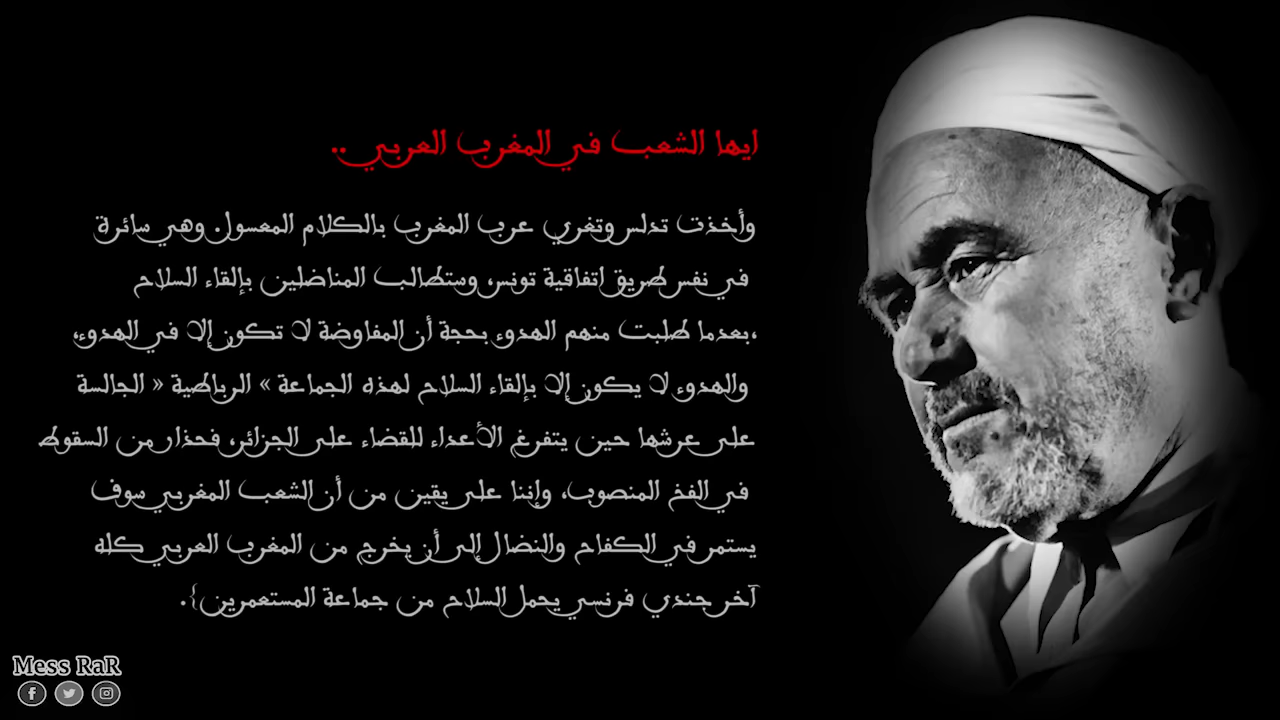 ايها الشعب في المغرب العربي..
وأخذت تدلس وتغري عرب المغرب بالكلام المعسول. وهي سائرة
في نفس طريق اتفاقية تونس، وستطالب المناضلين بإلقاء السلاح
،بعدما طلبت منهم الهدوء بحجة أن المفاوضة لا تكون إلا في الهدوء،
والهدوء لا يكون إلا بإلقاء السلاح لهذه الجماعة » الرباطية « الجالسة
على عرشها حين يتفرغ الأعداء للقضاء على الجزائر، فحذار من السقوط
في الفخ المنصوب، وإننا على يقين من أن الشعب المغربي سوف
يستمر في الكفاح والنضال إلى أن يخرج من المغرب العربي كله
آخر جندي فرنسي يحمل السلاح من جماعة المستعمرين}.
Mess RaR